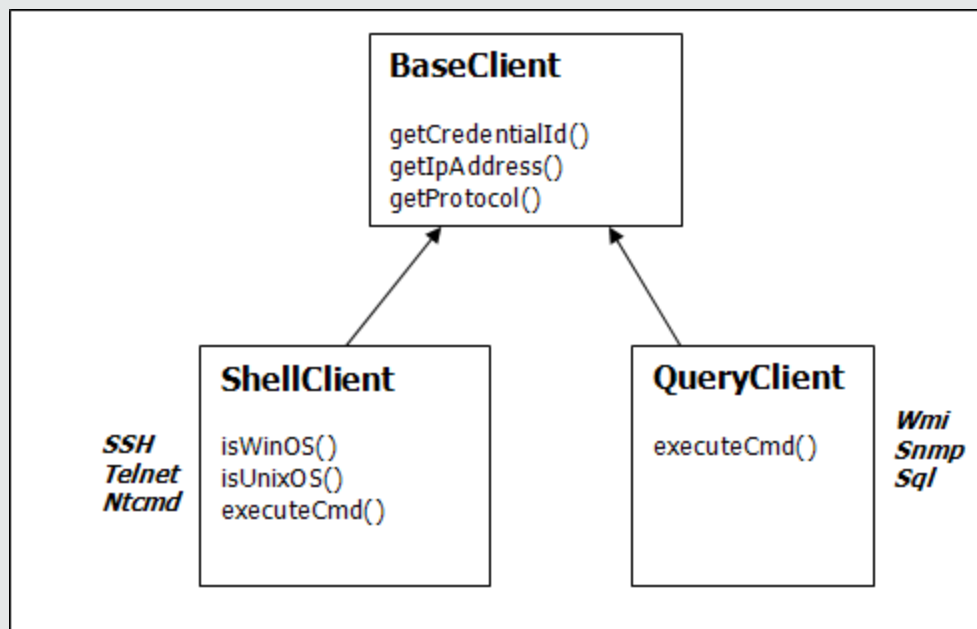 BaseClient
getCredentialId()
getIpAddress()
getProtocol()
ShellClient
isWinOS()
isUnixOS()
executeCmd()
SSH
Telnet
Ntcmd
QueryClient
executeCmd()
Wmi
Snmp
Sql